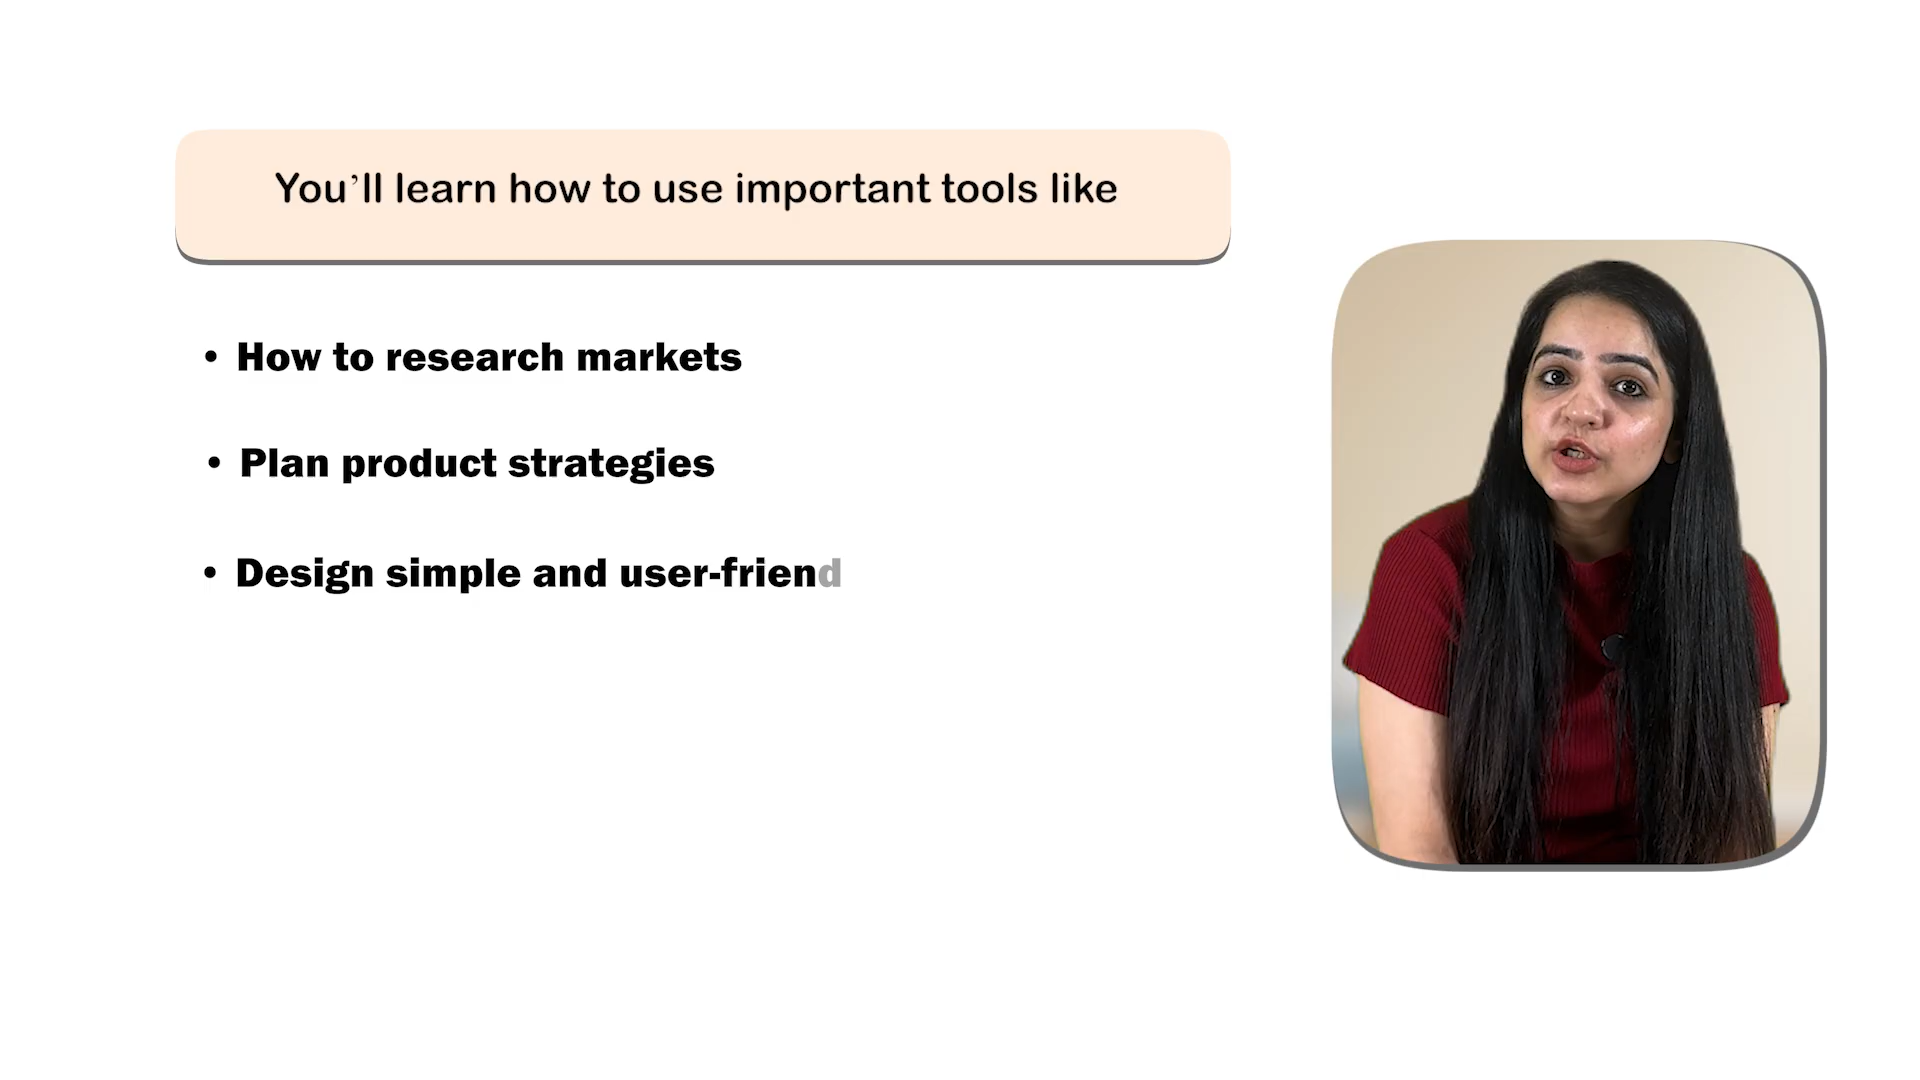 You’ll learn how to use important tools like
• How to research markets
• Plan product strategies
• Design simple and user-friend